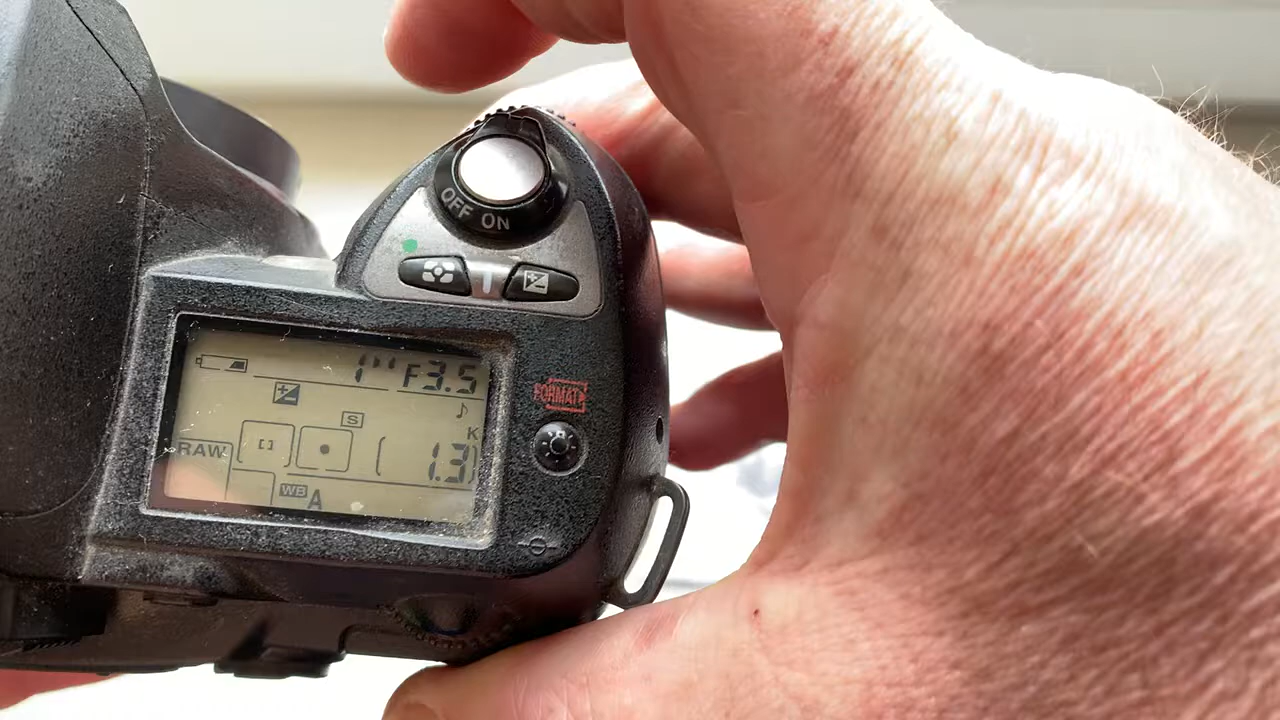 OFF ON
1" F3.5
FORMAT
S
K
RAW [ ] [1.3]
WB A